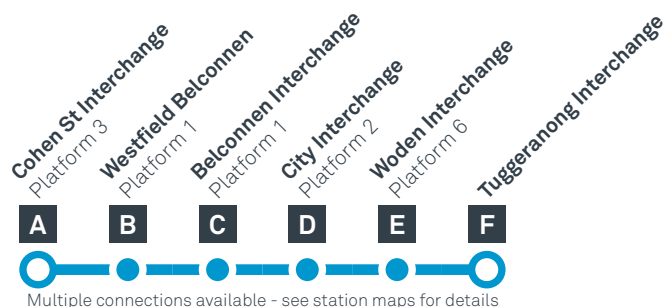 Cohen St Interchange
Platform 3
Westfield Belconnen
Platform 1
Belconnen Interchange
Platform 1
City Interchange
Platform 2
Woden Interchange
Platform 6
Tuggeranong Interchange
A B C D E F
Multiple connections available - see station maps for details